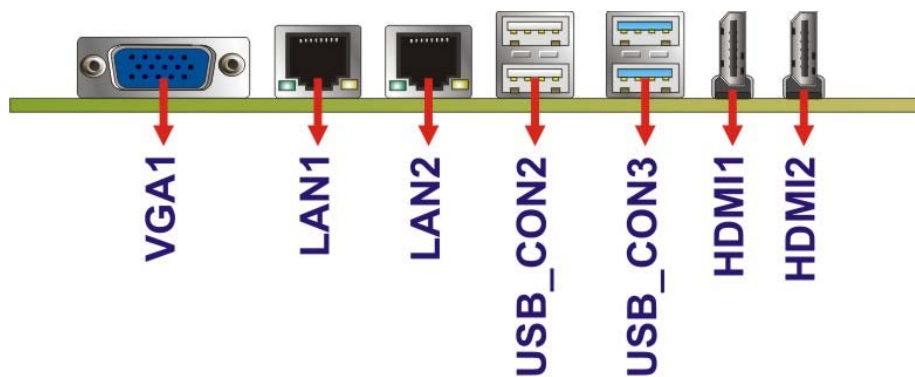 VGA1
LAN1
LAN2
USB_CON2
USB_CON3
HDMI1
HDMI2